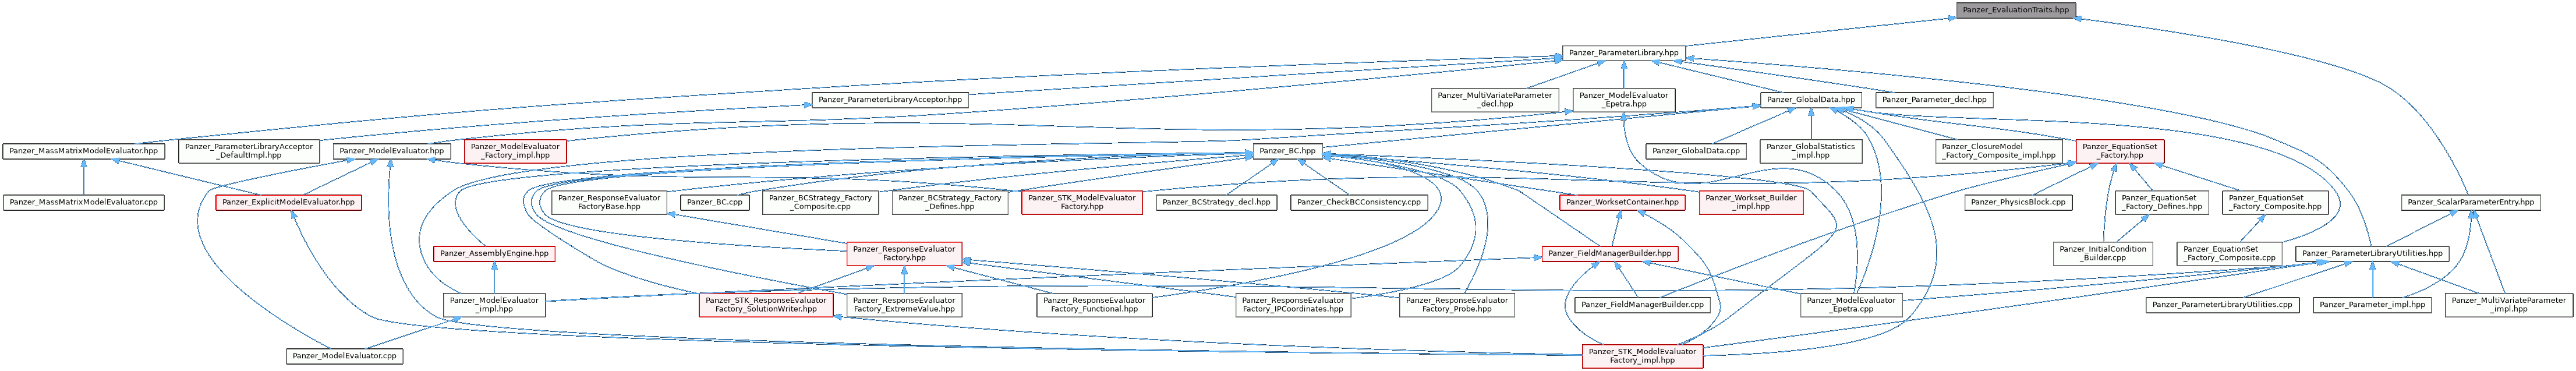 Panzer_EvaluationTraits.hpp
Panzer_ParameterLibrary.hpp
Panzer_ParameterLibraryAcceptor.hpp
Panzer_MultiVariateParameter
_decl.hpp
Panzer_ModelEvaluator
_Epetra.hpp
Panzer_GlobalData.hpp
Panzer_Parameter_decl.hpp
Panzer_MassMatrixModelEvaluator.hpp
Panzer_ParameterLibraryAcceptor
_DefaultImpl.hpp
Panzer_ModelEvaluator.hpp
Panzer_ModelEvaluator
_Factory_impl.hpp
Panzer_BC.hpp
Panzer_GlobalData.cpp
Panzer_GlobalStatistics
_impl.hpp
Panzer_ClosureModel
_Factory_Composite_impl.hpp
Panzer_EquationSet
_Factory.hpp
Panzer_MassMatrixModelEvaluator.cpp
Panzer_ExplicitModelEvaluator.hpp
Panzer_ResponseEvaluator
FactoryBase.hpp
Panzer_BC.cpp
Panzer_BCStrategy_Factory
_Composite.cpp
Panzer_BCStrategy_Factory
_Defines.hpp
Panzer_STK_ModelEvaluator
Factory.hpp
Panzer_BCStrategy_decl.hpp
Panzer_CheckBCConsistency.cpp
Panzer_WorksetContainer.hpp
Panzer_Workset_Builder
_impl.hpp
Panzer_PhysicsBlock.cpp
Panzer_EquationSet
_Factory_Defines.hpp
Panzer_EquationSet
_Factory_Composite.hpp
Panzer_ScalarParameterEntry.hpp
Panzer_AssemblyEngine.hpp
Panzer_ResponseEvaluator
Factory.hpp
Panzer_FieldManagerBuilder.hpp
Panzer_InitialCondition
_Builder.cpp
Panzer_EquationSet
_Factory_Composite.cpp
Panzer_ParameterLibraryUtilities.hpp
Panzer_ModelEvaluator
_impl.hpp
Panzer_STK_ResponseEvaluator
Factory_SolutionWriter.hpp
Panzer_ResponseEvaluator
Factory_ExtremeValue.hpp
Panzer_ResponseEvaluator
Factory_Functional.hpp
Panzer_ResponseEvaluator
Factory_IPCoordinates.hpp
Panzer_ResponseEvaluator
Factory_Probe.hpp
Panzer_FieldManagerBuilder.cpp
Panzer_ModelEvaluator
_Epetra.cpp
Panzer_ParameterLibraryUtilities.cpp
Panzer_Parameter_impl.hpp
Panzer_MultiVariateParameter
_impl.hpp
Panzer_ModelEvaluator.cpp
Panzer_STK_ModelEvaluator
Factory_impl.hpp